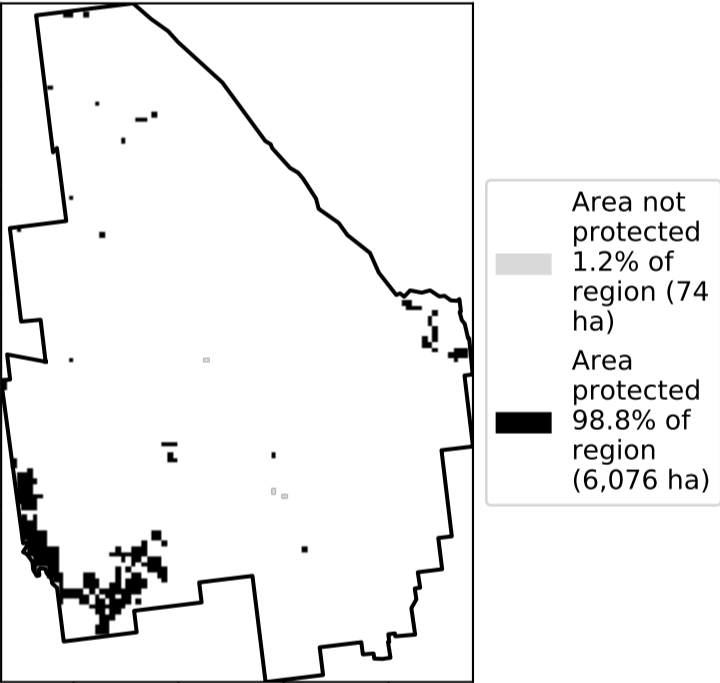 Area not
protected
1.2% of
region (74
ha)
Area
protected
98.8% of
region
(6,076 ha)